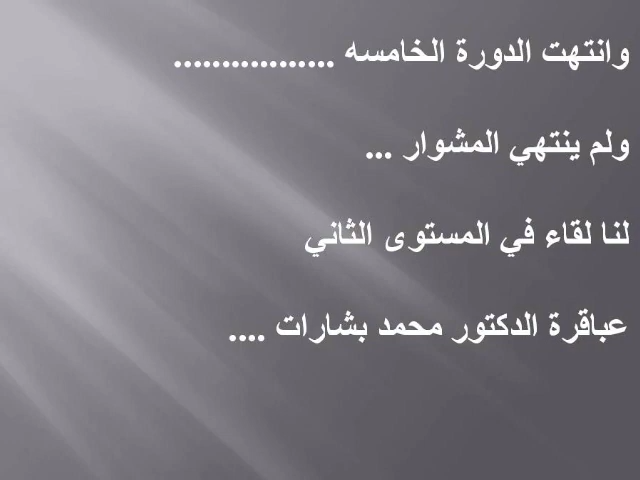 وانتهت الدورة الخامسه .................
ولم ينتهي المشوار ...
لنا لقاء في المستوى الثاني
عباقرة الدكتور محمد بشارات ....